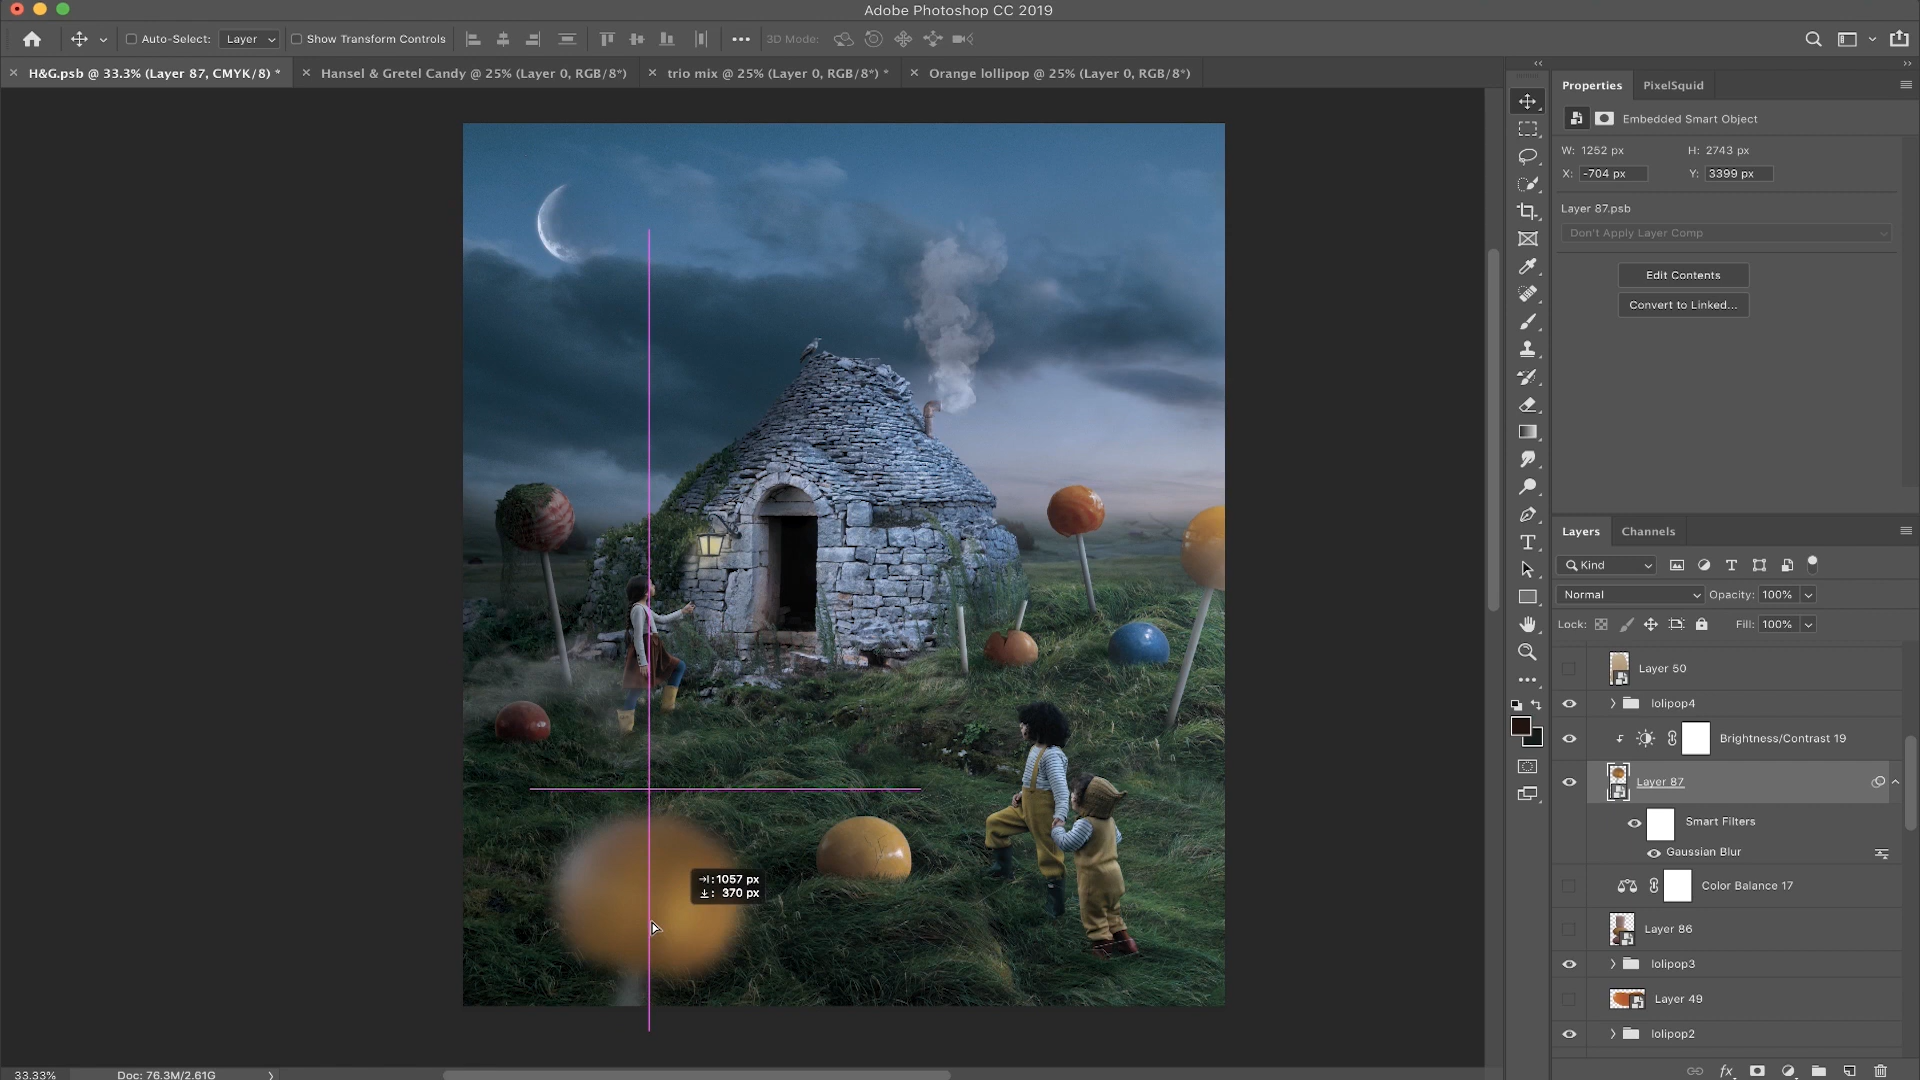 Adobe Photoshop CC 2019
Auto-Select: Layer Show Transform Controls 3D Mode:
H&G.psb @ 33.3% (Layer 87, CMYK/8) * Hansel & Gretel Candy @ 25% (Layer 0, RGB/8*) trio mix @ 25% (Layer 0, RGB/8*) * Orange lollipop @ 25% (Layer 0, RGB/8*)
Properties PixelSquid
Embedded Smart Object
W: 1252 px H: 2743 px
X: -704 px Y: 3399 px
Layer 87.psb
Don't Apply Layer Comp
Edit Contents
Convert to Linked...
Layers Channels
Kind
Normal Opacity: 100%
Lock: Fill: 100%
Layer 50
lolipop4
Brightness/Contrast 19
Layer 87
Smart Filters
Gaussian Blur
Color Balance 17
Layer 86
lolipop3
Layer 49
lolipop2
fx
: 1057 px
: 370 px
33.33% Doc: 76.3M/2.61G